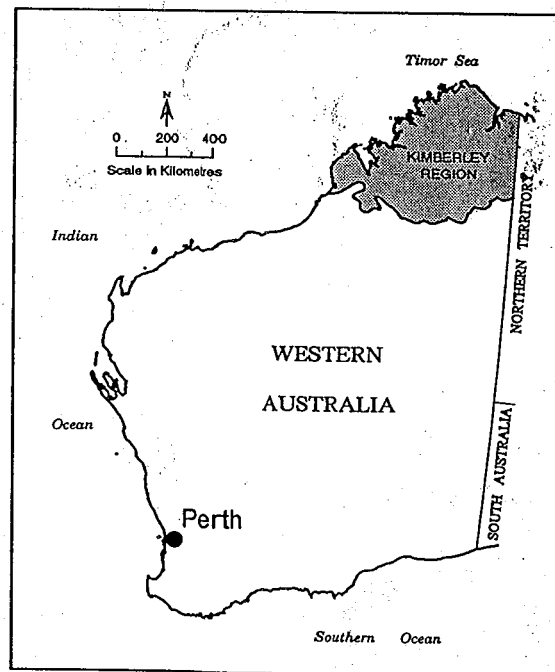 Timor Sea
N
0 200 400
Scale in Kilometres
KIMBERLEY
REGION
Indian
NORTHERN TERRITORY
WESTERN
AUSTRALIA
Ocean
SOUTH AUSTRALIA
Perth
Southern Ocean